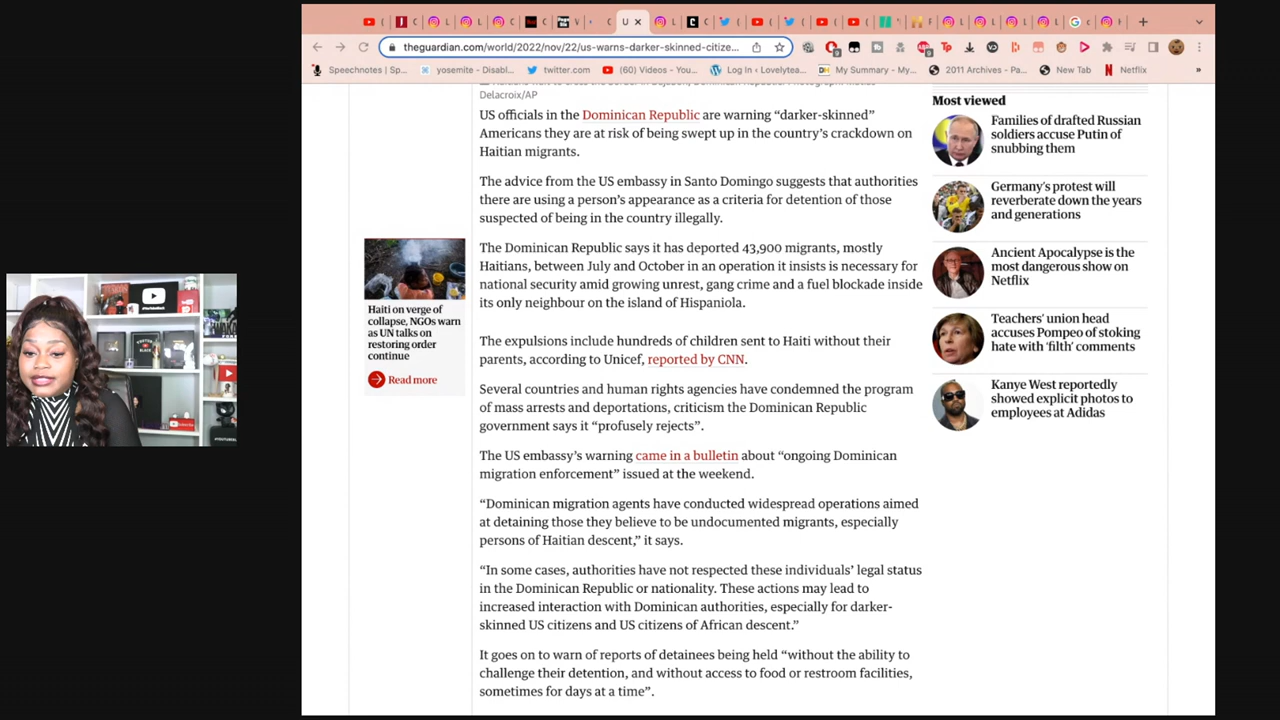 theguardian.com/world/2022/nov/22/us-warns-darker-skinned-citize...
Speechnotes | Sp...
yosemite - Disabl...
twitter.com
(60) Videos - You...
Log In ‹ Lovelytea...
My Summary - My...
2011 Archives - Pa...
New Tab
Netflix
»
Delacroix/AP
US officials in the Dominican Republic are warning “darker-skinned”
Americans they are at risk of being swept up in the country’s crackdown on
Haitian migrants.
The advice from the US embassy in Santo Domingo suggests that authorities
there are using a person’s appearance as a criteria for detention of those
suspected of being in the country illegally.
The Dominican Republic says it has deported 43,900 migrants, mostly
Haitians, between July and October in an operation it insists is necessary for
national security amid growing unrest, gang crime and a fuel blockade inside
its only neighbour on the island of Hispaniola.
Haiti on verge of
collapse, NGOs warn
as UN talks on
restoring order
continue
Read more
The expulsions include hundreds of children sent to Haiti without their
parents, according to Unicef, reported by CNN.
Several countries and human rights agencies have condemned the program
of mass arrests and deportations, criticism the Dominican Republic
government says it “profusely rejects”.
The US embassy’s warning came in a bulletin about “ongoing Dominican
migration enforcement” issued at the weekend.
“Dominican migration agents have conducted widespread operations aimed
at detaining those they believe to be undocumented migrants, especially
persons of Haitian descent,” it says.
“In some cases, authorities have not respected these individuals’ legal status
in the Dominican Republic or nationality. These actions may lead to
increased interaction with Dominican authorities, especially for darker-
skinned US citizens and US citizens of African descent.”
It goes on to warn of reports of detainees being held “without the ability to
challenge their detention, and without access to food or restroom facilities,
sometimes for days at a time”.
Most viewed
Families of drafted Russian
soldiers accuse Putin of
snubbing them
Germany’s protest will
reverberate down the years
and generations
Ancient Apocalypse is the
most dangerous show on
Netflix
Teachers’ union head
accuses Pompeo of stoking
hate with ‘filth’ comments
Kanye West reportedly
showed explicit photos to
employees at Adidas